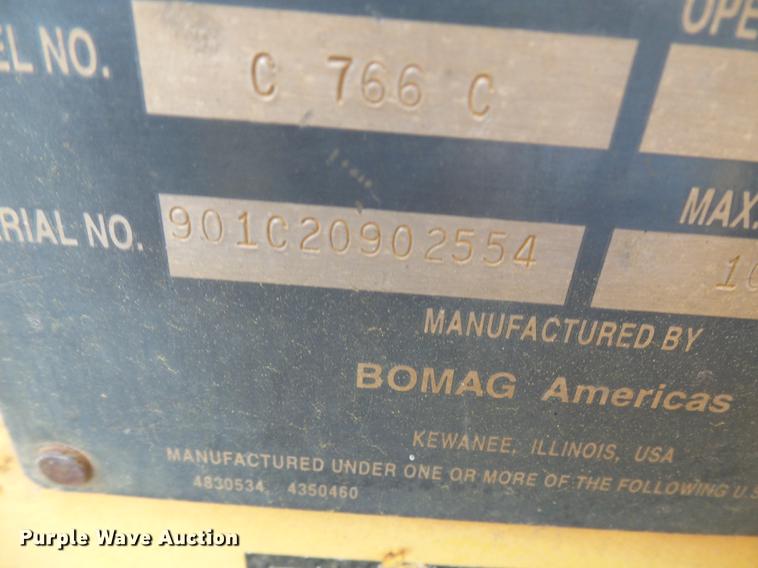 EL NO. C 766 C OPE
ERIAL NO. 901C20902554 MAX.
MANUFACTURED BY
BOMAG Americas
KEWANEE, ILLINOIS, USA
MANUFACTURED UNDER ONE OR MORE OF THE FOLLOWING U.S
4830534 4350460
Purple Wave Auction